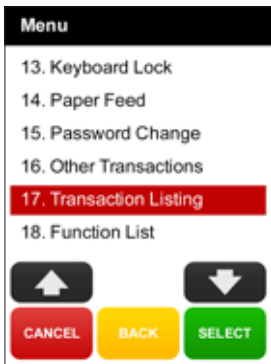 Menu
13. Keyboard Lock
14. Paper Feed
15. Password Change
16. Other Transactions
17. Transaction Listing
18. Function List
CANCEL BACK SELECT